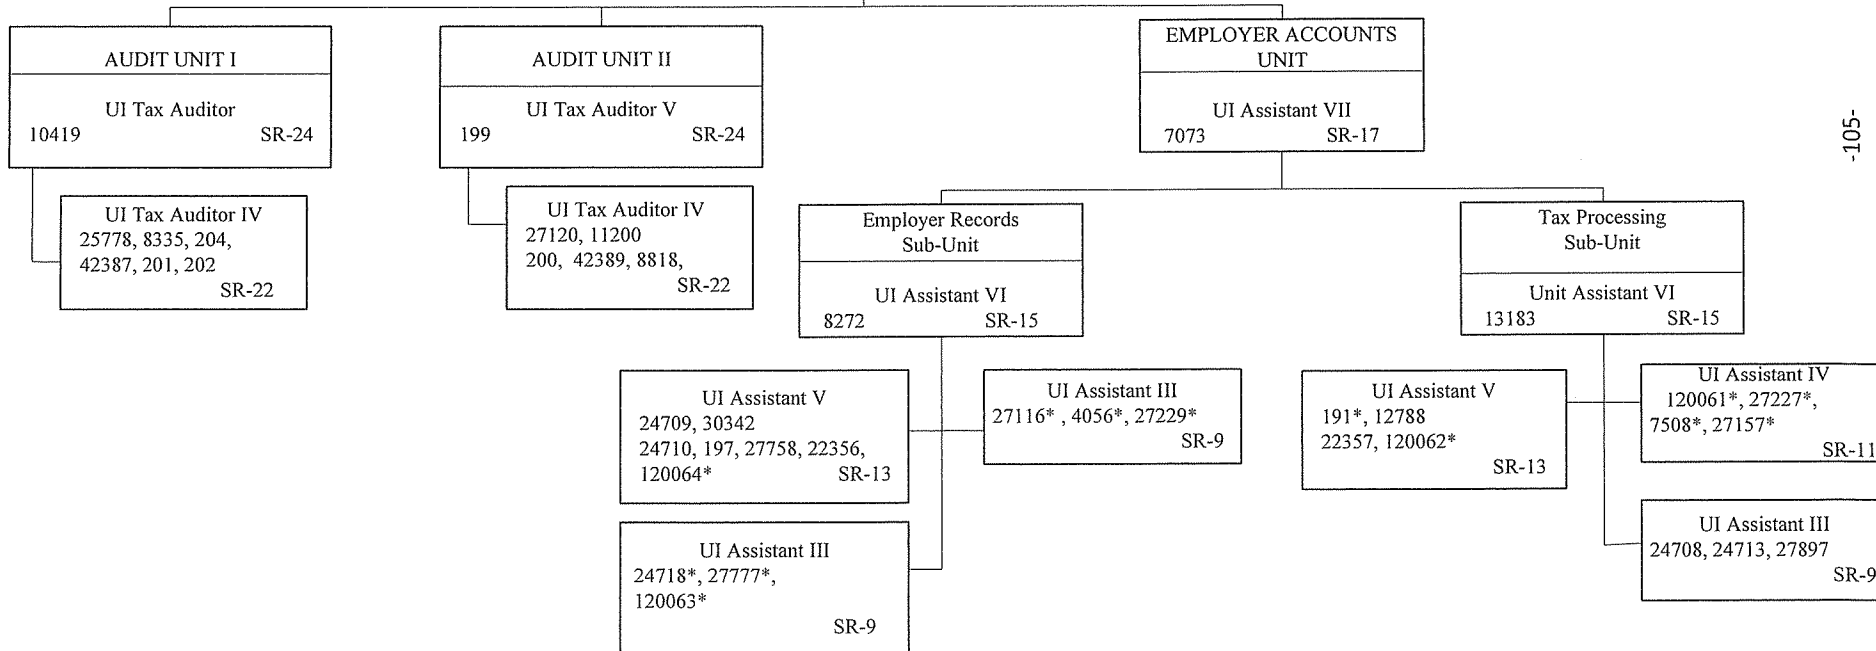 AUDIT UNIT I
UI Tax Auditor
10419 SR-24
UI Tax Auditor IV
25778, 8335, 204,
42387, 201, 202
SR-22
AUDIT UNIT II
UI Tax Auditor V
199 SR-24
UI Tax Auditor IV
27120, 11200
200, 42389, 8818,
SR-22
EMPLOYER ACCOUNTS
UNIT
UI Assistant VII
7073 SR-17
Employer Records
Sub-Unit
UI Assistant VI
8272 SR-15
UI Assistant V
24709, 30342
24710, 197, 27758, 22356,
120064* SR-13
UI Assistant III
27116* , 4056*, 27229*
SR-9
UI Assistant III
24718*, 27777*,
120063*
SR-9
Tax Processing
Sub-Unit
Unit Assistant VI
13183 SR-15
UI Assistant V
191*, 12788
22357, 120062*
SR-13
UI Assistant IV
120061*, 27227*,
7508*, 27157*
SR-11
UI Assistant III
24708, 24713, 27897
SR-9
-105-